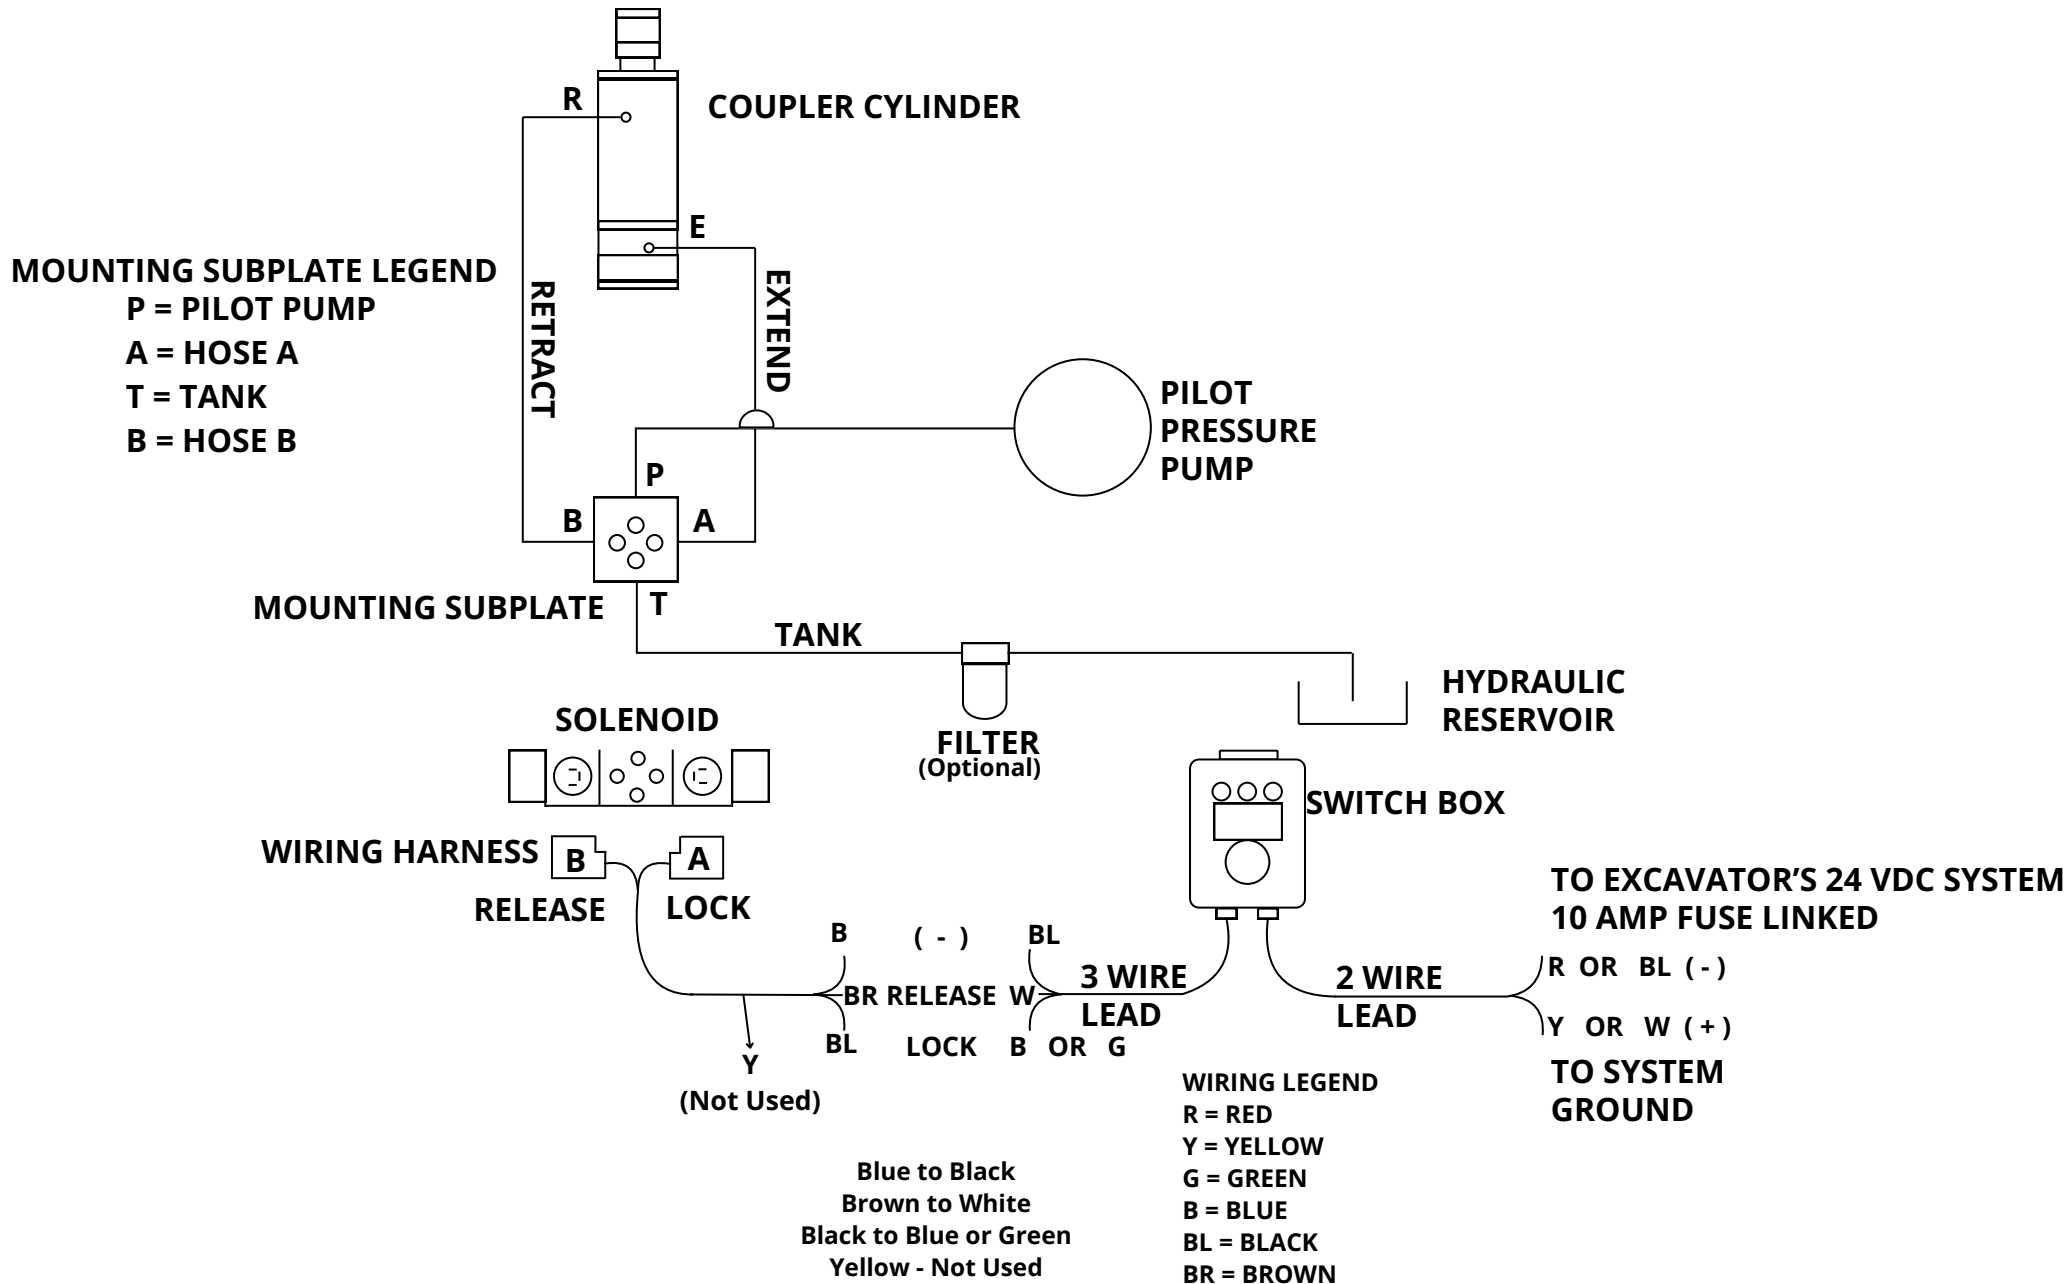 R
COUPLER CYLINDER
E
MOUNTING SUBPLATE LEGEND
P = PILOT PUMP
A = HOSE A
T = TANK
B = HOSE B
RETRACT
EXTEND
PILOT
PRESSURE
PUMP
P
B
A
MOUNTING SUBPLATE
T
TANK
HYDRAULIC
RESERVOIR
SOLENOID
FILTER
(Optional)
SWITCH BOX
WIRING HARNESS
B
A
RELEASE
LOCK
TO EXCAVATOR’S 24 VDC SYSTEM
10 AMP FUSE LINKED
B ( - ) BL
BR RELEASE W
BL LOCK B OR G
3 WIRE
LEAD
2 WIRE
LEAD
R OR BL ( - )
Y OR W ( + )
TO SYSTEM
GROUND
Y
(Not Used)
Blue to Black
Brown to White
Black to Blue or Green
Yellow - Not Used
WIRING LEGEND
R = RED
Y = YELLOW
G = GREEN
B = BLUE
BL = BLACK
BR = BROWN